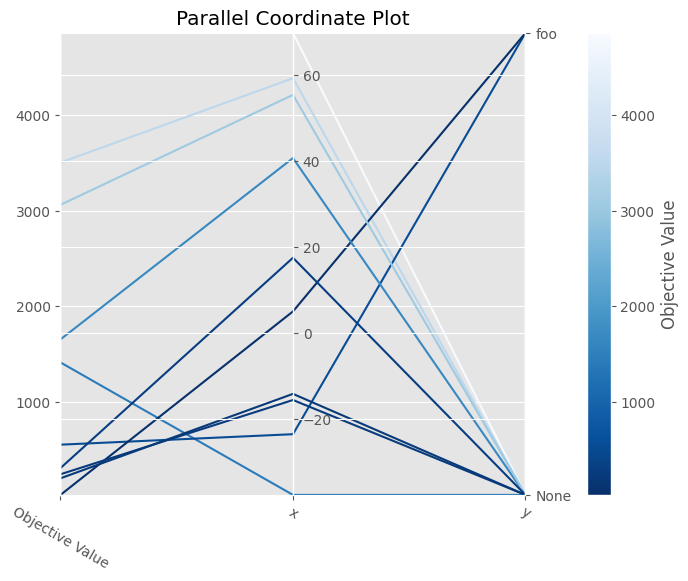 Parallel Coordinate Plot
4000
3000
2000
1000
60
40
20
0
−20
foo
None
4000
3000
2000
1000
Objective Value
Objective Value
x
y